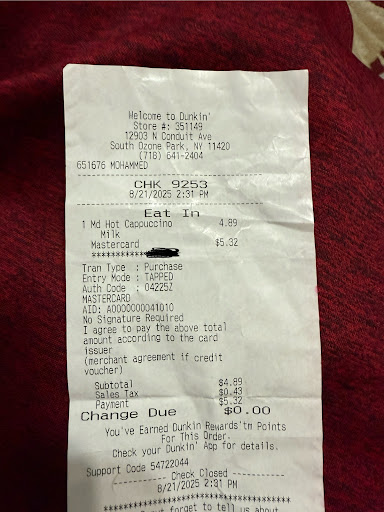 Welcome to Dunkin'
Store #: 351149
12903 N Conduit Ave
South Ozone Park, NY 11420
(718) 641-2404
651676 MOHAMMED
CHK 9253
8/21/2025 2:31 PM
Eat In
1 Md Hot Cappuccino 4.89
Milk
Mastercard $5.32
************
Tran Type : Purchase
Entry Mode : TAPPED
Auth Code : 04225Z
MASTERCARD
AID: A0000000041010
No Signature Required
I agree to pay the above total
amount according to the card
issuer
(merchant agreement if credit
voucher)
Subtotal $4.89
Sales Tax $0.43
Payment $5.32
Change Due $0.00
You've Earned Dunkin Rewards'tm Points
For This Order.
Check your Dunkin' App for details.
Support Code 54722044
---------- Check Closed ----------
8/21/2025 2:31 PM
************************************
forget to tell us about